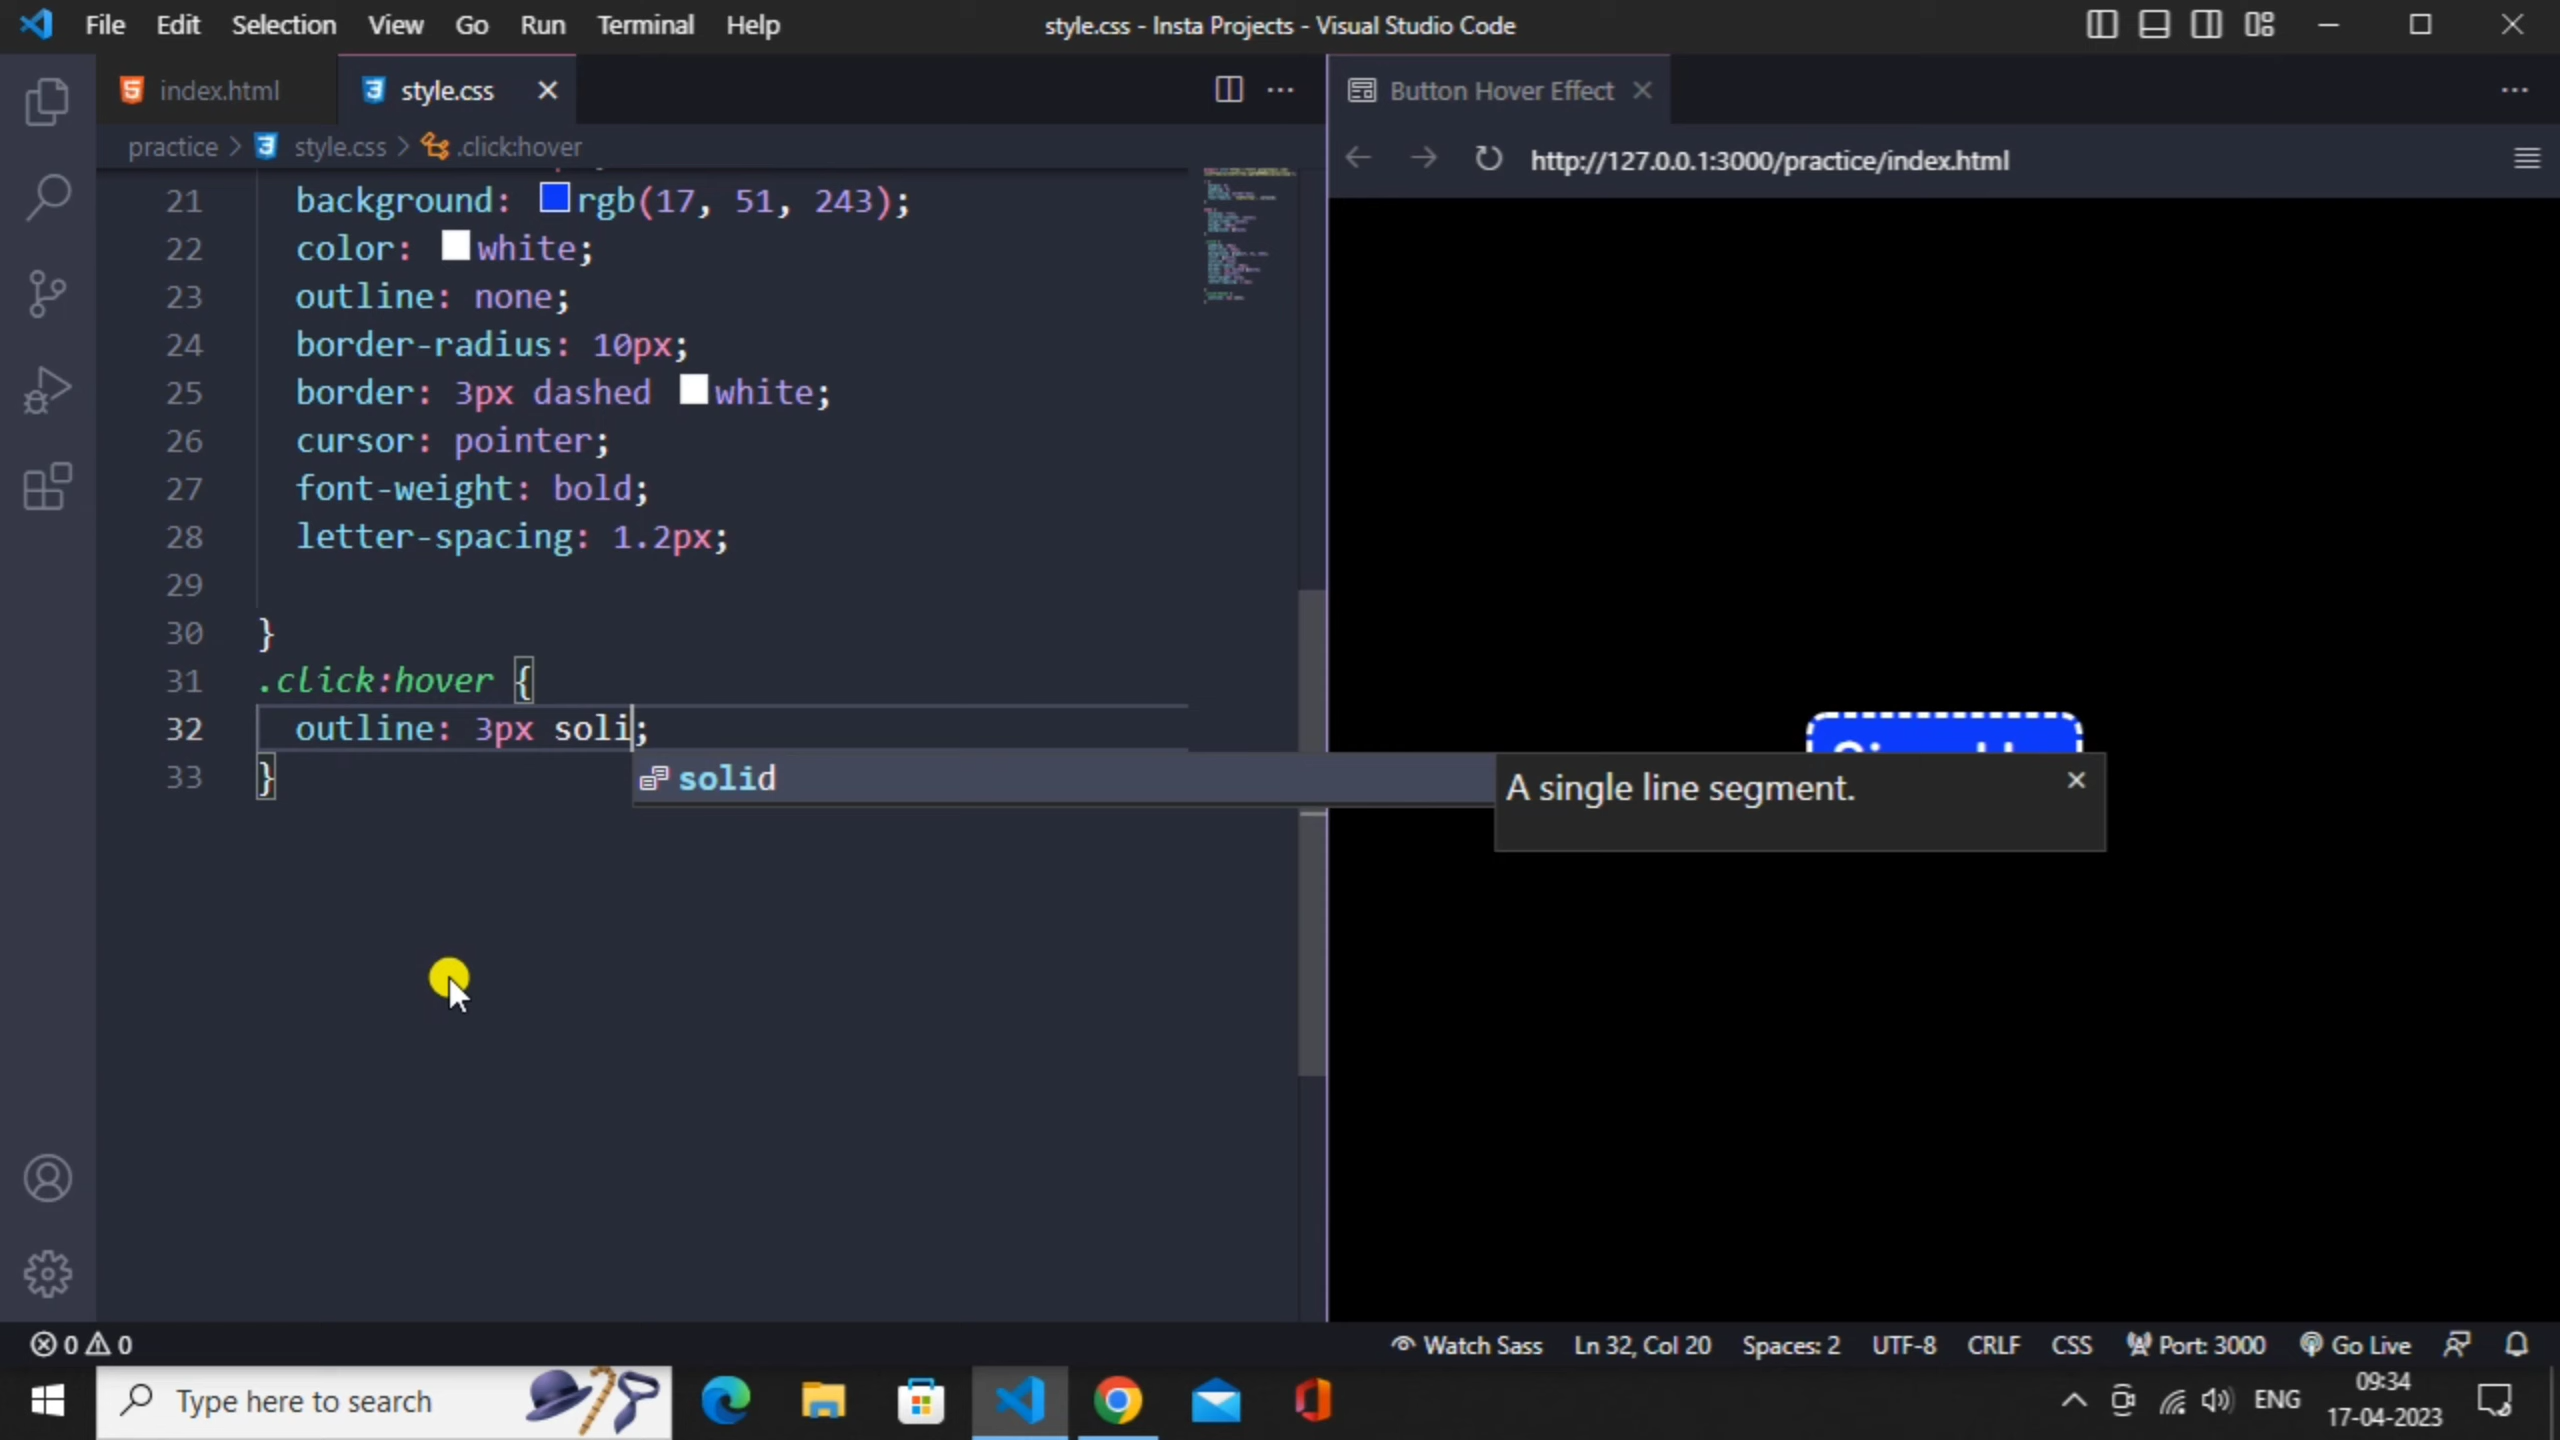 File Edit Selection View Go Run Terminal Help
style.css - Insta Projects - Visual Studio Code
index.html
style.css
Button Hover Effect
practice > style.css > .click:hover
http://127.0.0.1:3000/practice/index.html
21 background: rgb(17, 51, 243);
22 color: white;
23 outline: none;
24 border-radius: 10px;
25 border: 3px dashed white;
26 cursor: pointer;
27 font-weight: bold;
28 letter-spacing: 1.2px;
29
30 }
31 .click:hover {
32 outline: 3px soli;
33 }
solid
A single line segment.
0 0
Watch Sass Ln 32, Col 20 Spaces: 2 UTF-8 CRLF CSS Port: 3000 Go Live
Type here to search
ENG
09:34
17-04-2023